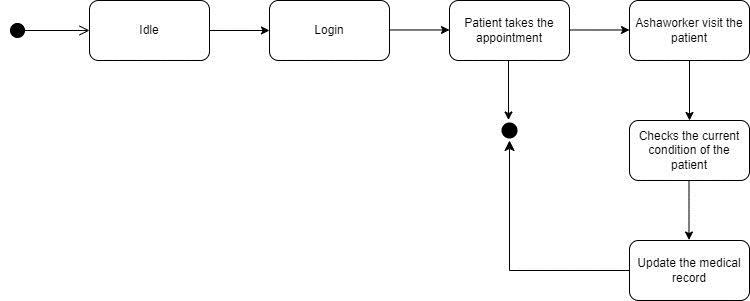 Idle
Login
Patient takes the
appointment
Ashaworker visit the
patient
Checks the current
condition of the
patient
Update the medical
record